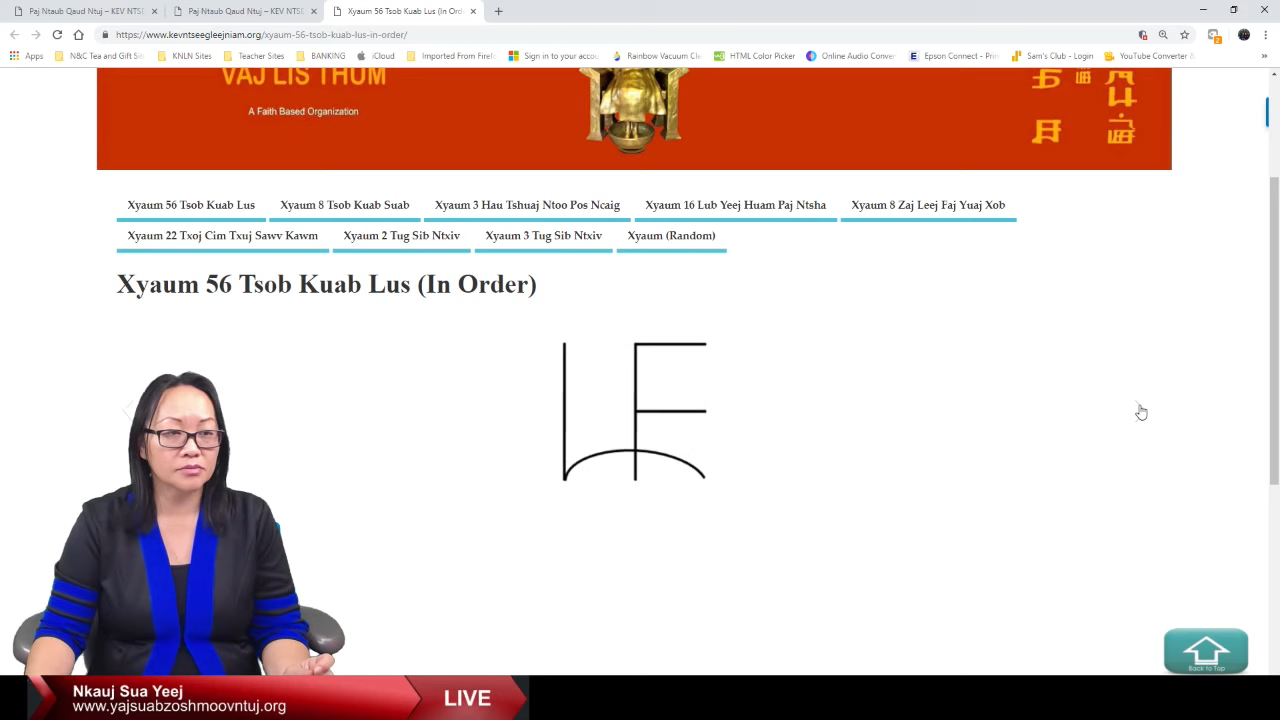 Paj Ntaub Qaud Ntuj – KEV NTSE
Paj Ntaub Qaud Ntuj – KEV NTSE
Xyaum 56 Tsob Kuab Lus (In Ord
https://www.kevntseegleejniam.org/xyaum-56-tsob-kuab-lus-in-order/
Apps
N&C Tea and Gift Si
KNLN Sites
Teacher Sites
BANKING
iCloud
Imported From Firef
Sign in to your accou
Rainbow Vacuum Cle
HTML Color Picker
Online Audio Conver
Epson Connect - Prin
Sam's Club - Login
YouTube Converter &
VAJ LIS THUM
A Faith Based Organization
Xyaum 56 Tsob Kuab Lus
Xyaum 8 Tsob Kuab Suab
Xyaum 3 Hau Tshuaj Ntoo Pos Ncaig
Xyaum 16 Lub Yeej Huam Paj Ntsha
Xyaum 8 Zaj Leej Faj Yuaj Xob
Xyaum 22 Txoj Cim Txuj Sawv Kawm
Xyaum 2 Tug Sib Ntxiv
Xyaum 3 Tug Sib Ntxiv
Xyaum (Random)
Xyaum 56 Tsob Kuab Lus (In Order)
Back to Top
Nkauj Sua Yeej
www.yajsuabzoshmoovntuj.org
LIVE